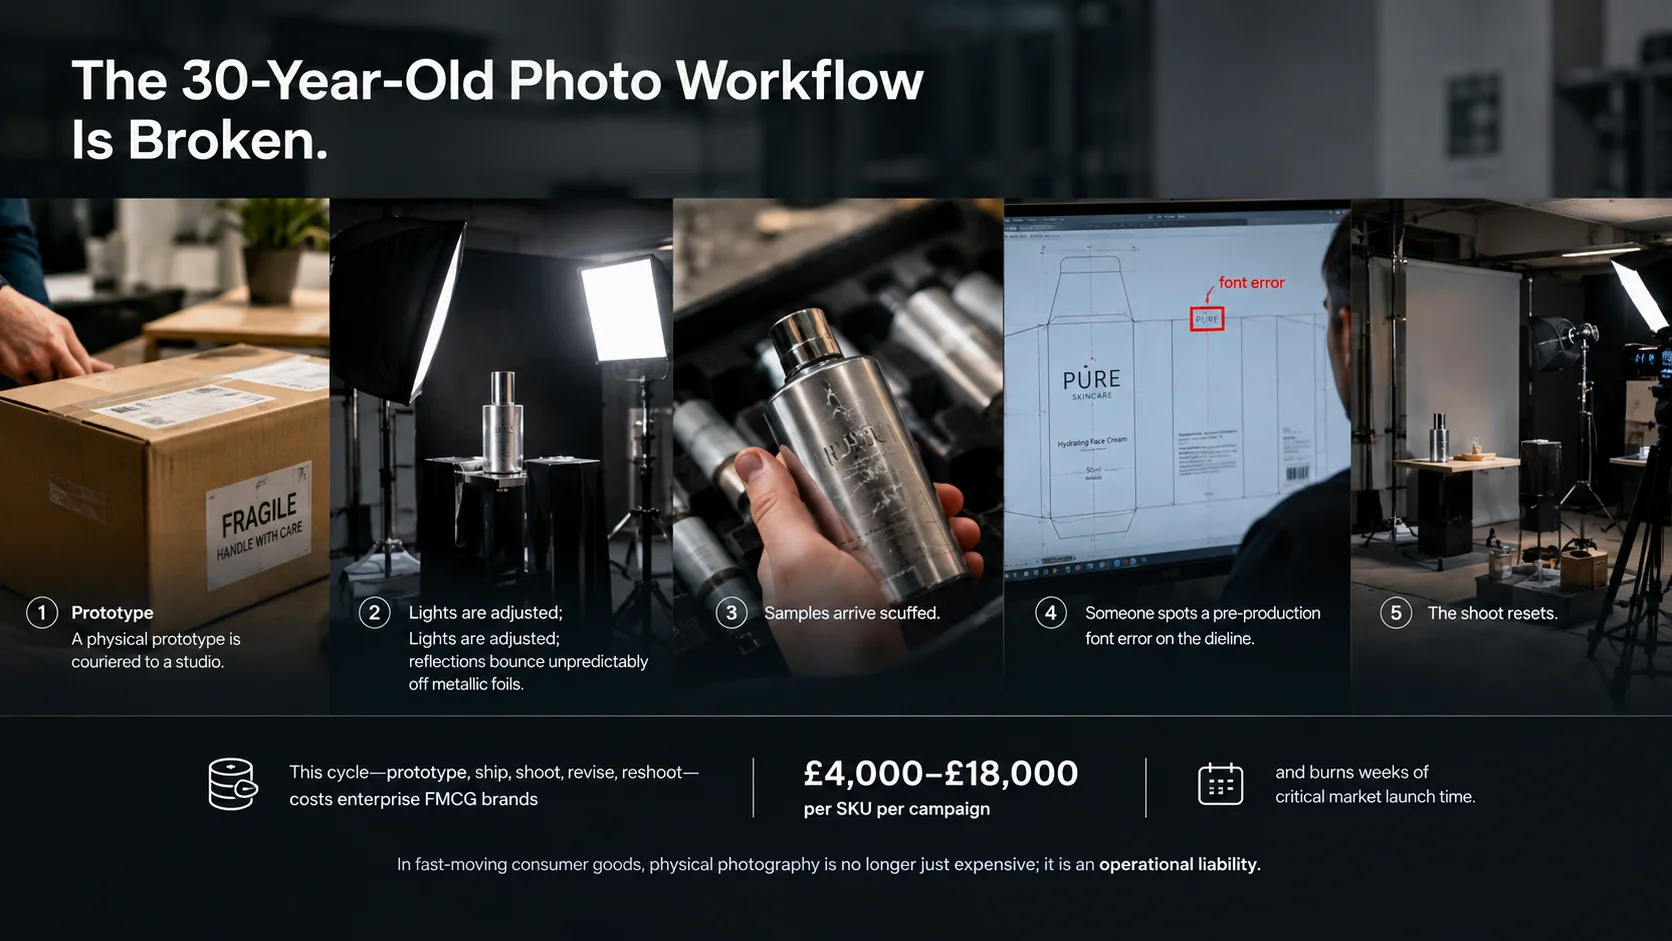 The 30-Year-Old Photo Workflow
Is Broken.
FRAGILE
HANDLE WITH CARE
font error
PURE
PURE
SKINCARE
Hydrating Face Cream
50ml
1 Prototype
A physical prototype is
couriered to a studio.
2 Lights are adjusted;
Lights are adjusted;
reflections bounce unpredictably
off metallic foils.
3 Samples arrive scuffed.
4 Someone spots a pre-production
font error on the dieline.
5 The shoot resets.
This cycle—prototype, ship, shoot, revise, reshoot—
costs enterprise FMCG brands
£4,000–£18,000
per SKU per campaign
and burns weeks of
critical market launch time.
In fast-moving consumer goods, physical photography is no longer just expensive; it is an operational liability.